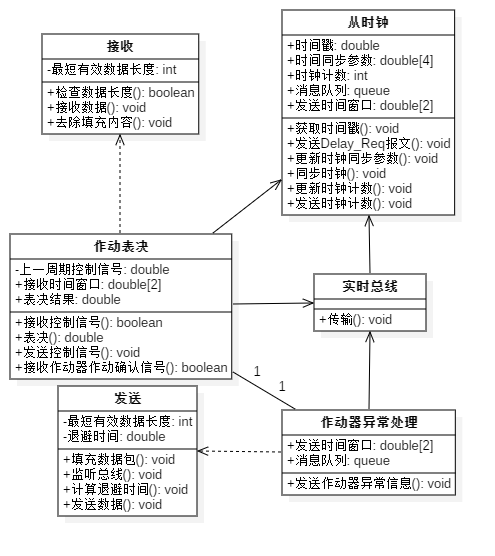 接收
-最短有效数据长度: int
+检查数据长度(): boolean
+接收数据(): void
+去除填充内容(): void
从时钟
+时间戳: double
+时间同步参数: double[4]
+时钟计数: int
+消息队列: queue
+发送时间窗口: double[2]
+获取时间戳(): void
+发送Delay_Req报文(): void
+更新时钟同步参数(): void
+同步时钟(): void
+更新时钟计数(): void
+发送时钟计数(): void
作动表决
-上一周期控制信号: double
+接收时间窗口: double[2]
+表决结果: double
+接收控制信号(): boolean
+表决(): double
+发送控制信号(): void
+接收作动器作动确认信号(): boolean
实时总线
+传输(): void
1
1
发送
-最短有效数据长度: int
-退避时间: double
+填充数据包(): void
+监听总线(): void
+计算退避时间(): void
+发送数据(): void
作动器异常处理
+发送时间窗口: double[2]
+消息队列: queue
+发送作动器异常信息(): void